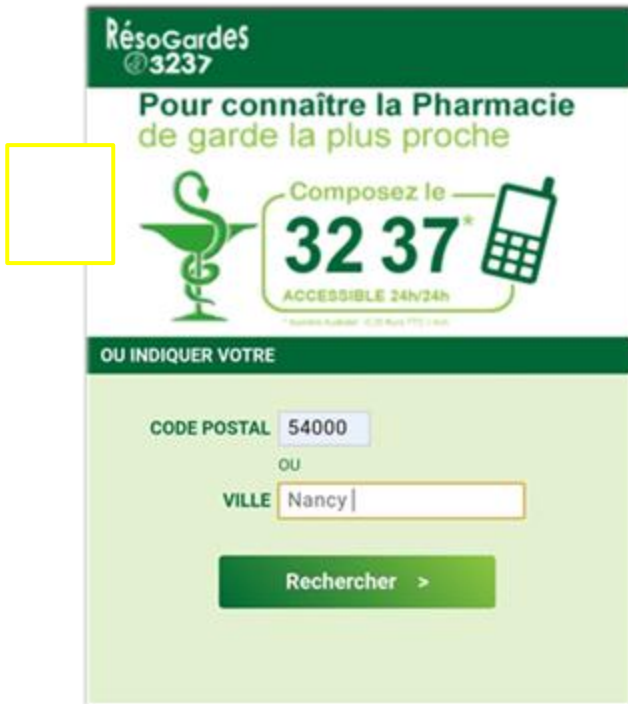 RésoGardes
3237
Pour connaître la Pharmacie
de garde la plus proche
Composez le
32 37*
ACCESSIBLE 24h/24h
OU INDIQUER VOTRE
CODE POSTAL 54000
OU
VILLE Nancy
Rechercher >